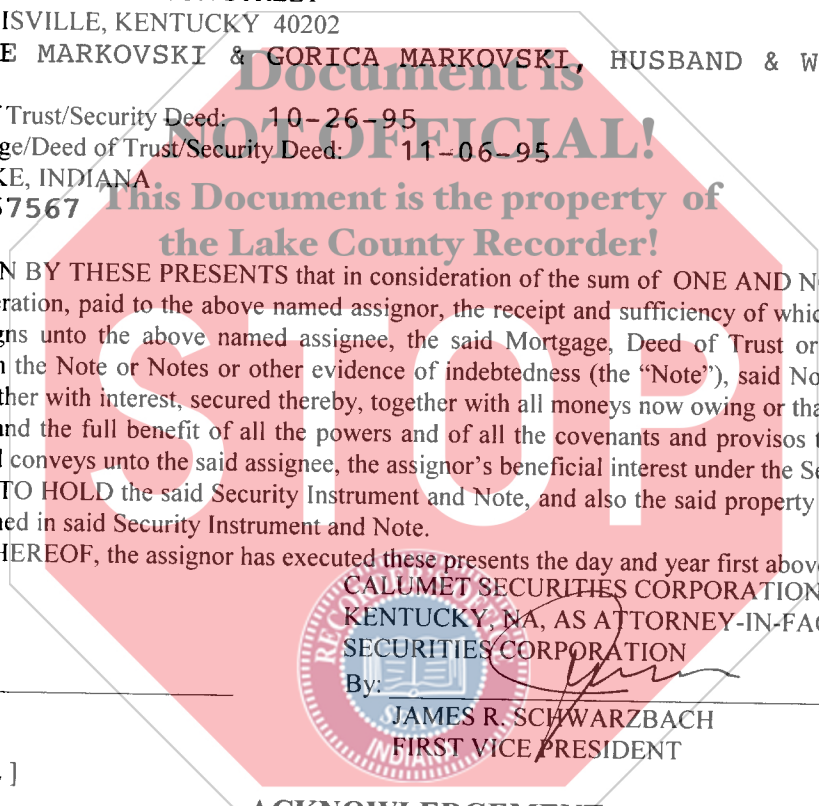 ISVILLE, KENTUCKY 40202
E MARKOVSKI & GORICA MARKOVSKI, HUSBAND & W
Document is
Trust/Security Deed: 10-26-95
NOT OFFICIAL!
ge/Deed of Trust/Security Deed: 11-06-95
KE, INDIANA
57567
This Document is the property of
the Lake County Recorder!
N BY THESE PRESENTS that in consideration of the sum of ONE AND N
ration, paid to the above named assignor, the receipt and sufficiency of whic
gns unto the above named assignee, the said Mortgage, Deed of Trust or
the Note or Notes or other evidence of indebtedness (the “Note”), said No
ther with interest, secured thereby, together with all moneys now owing or tha
and the full benefit of all the powers and of all the covenants and provisos t
conveys unto the said assignee, the assignor's beneficial interest under the Se
TO HOLD the said Security Instrument and Note, and also the said property
ned in said Security Instrument and Note.
HEREOF, the assignor has executed these presents the day and year first above
STOP
CALUMET SECURITIES CORPORATION
KENTUCKY, NA, AS ATTORNEY-IN-FAC
SECURITIES CORPORATION
By:
JAMES R. SCHWARZBACH
FIRST VICE PRESIDENT
SEAL
INDIANA
]
ACKNOWLEDGEMENT